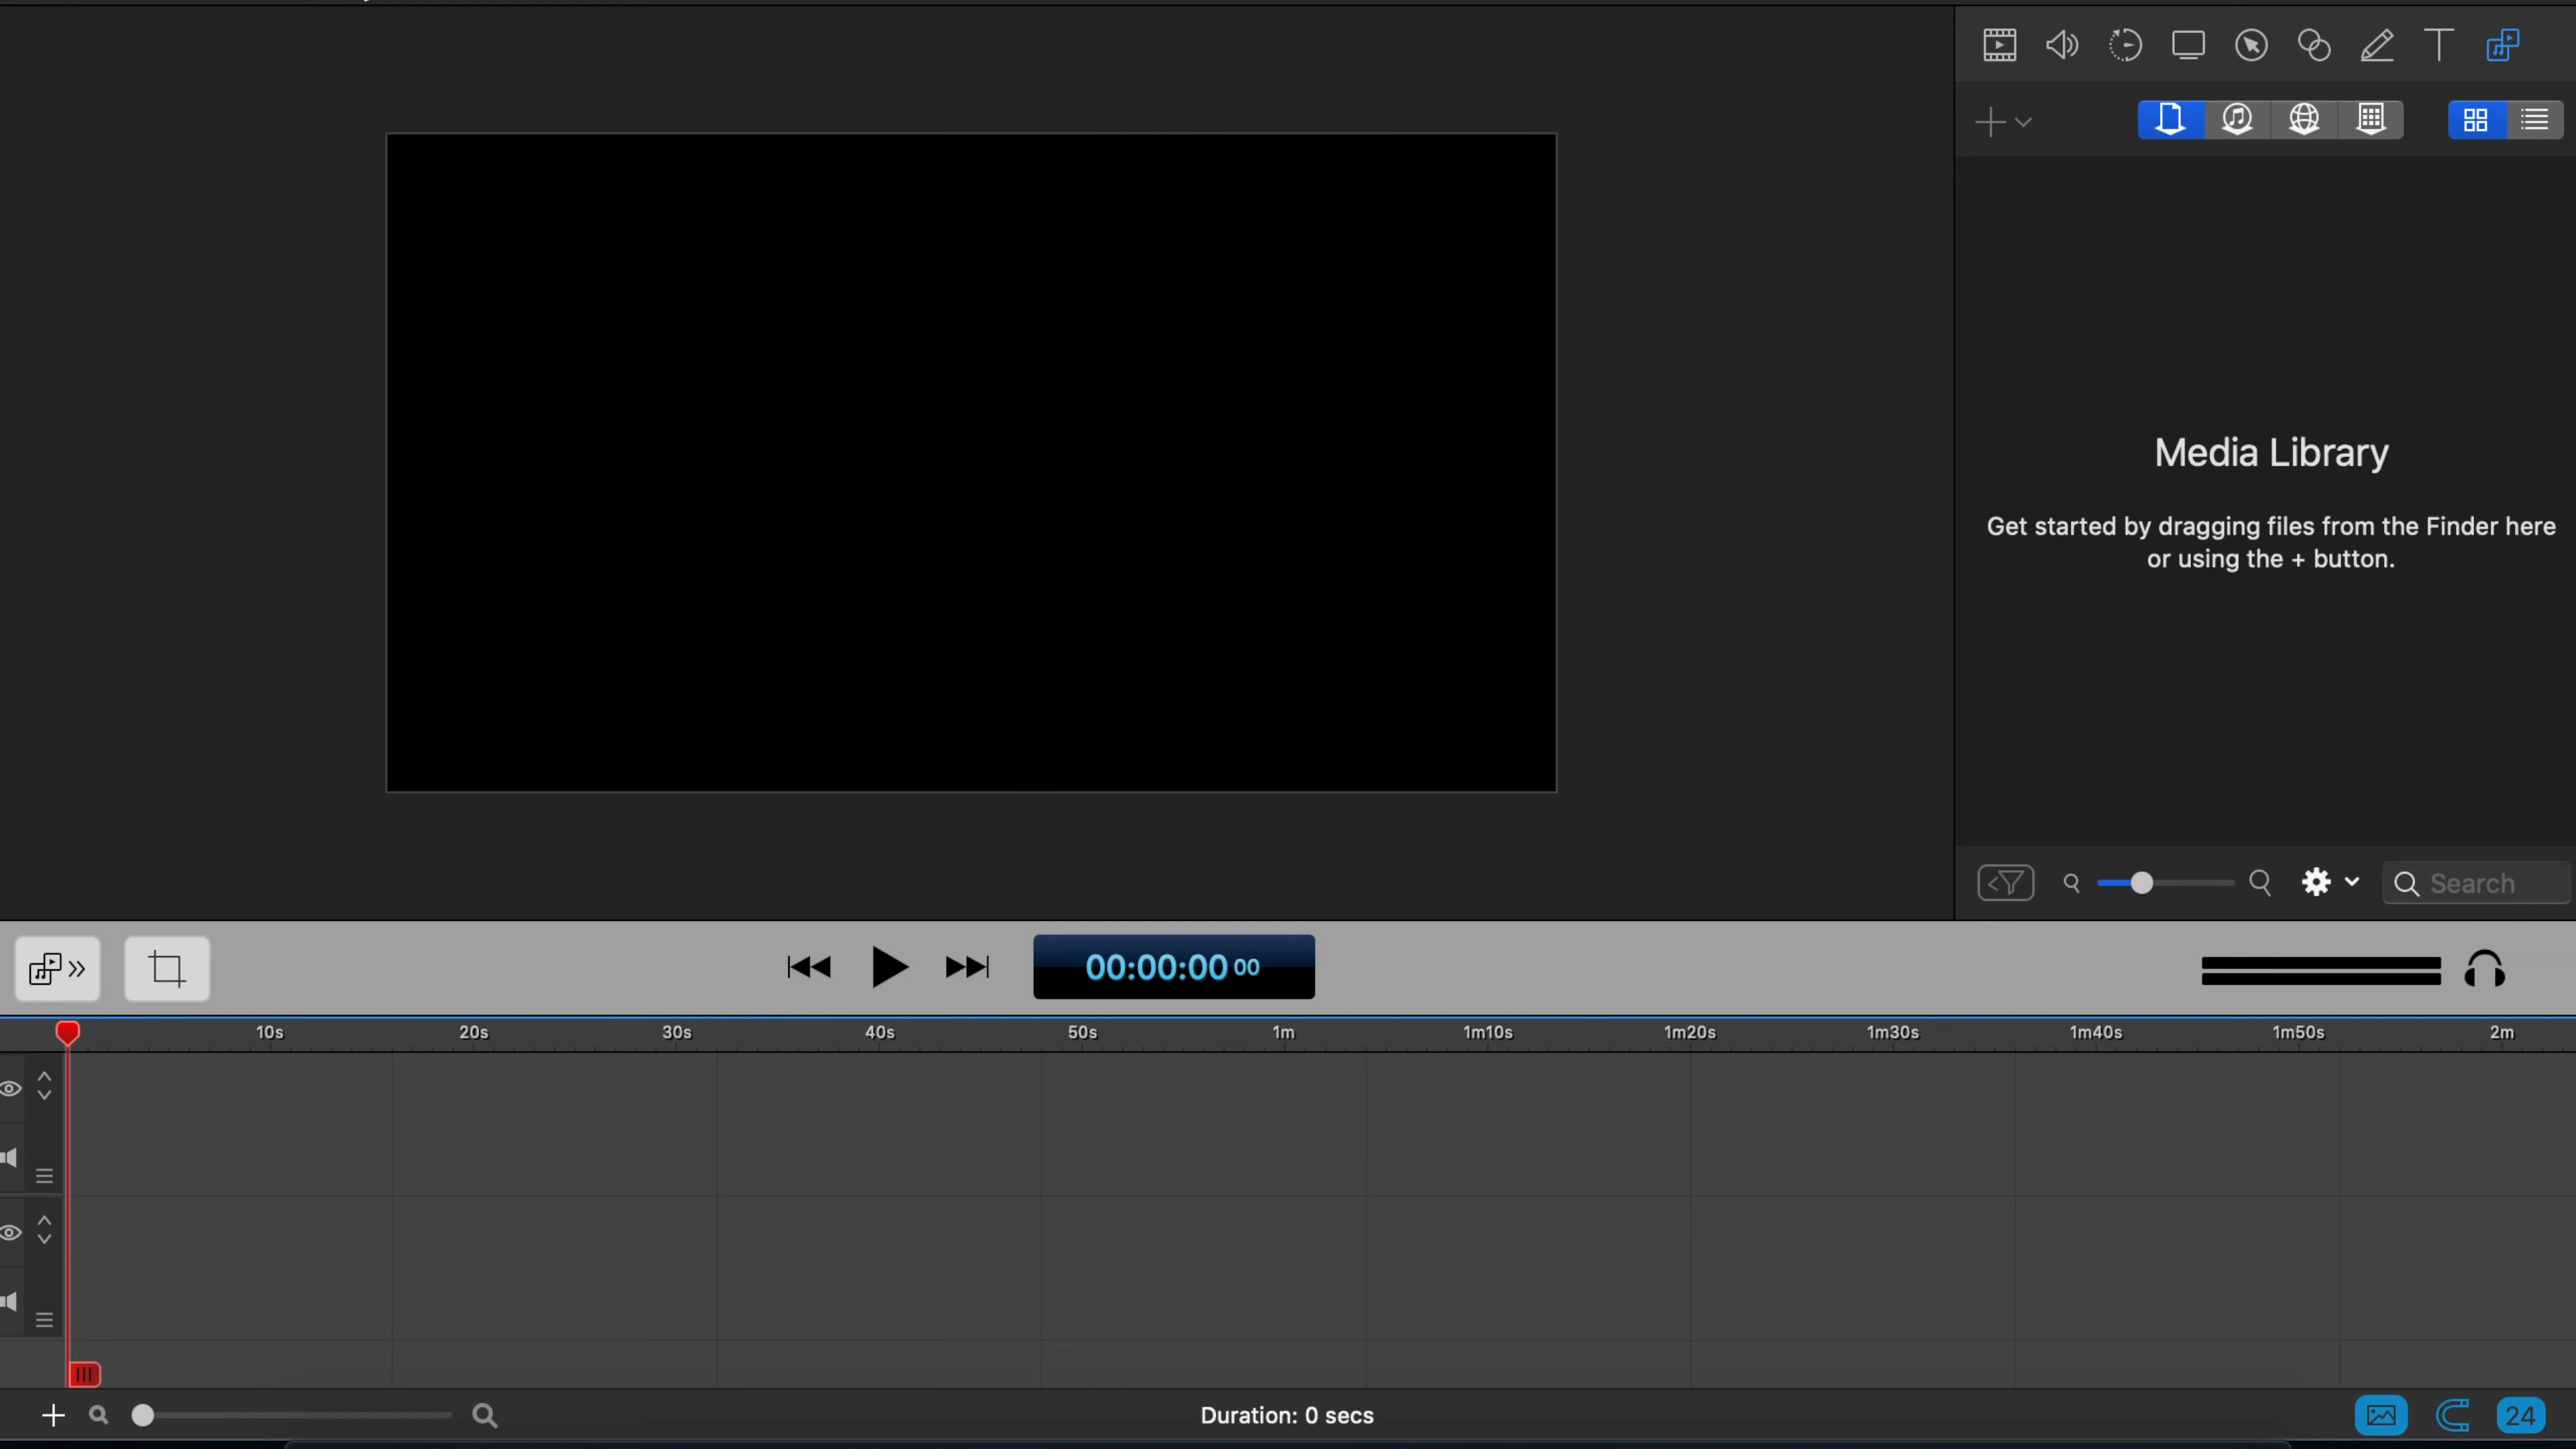 Media Library
Get started by dragging files from the Finder here
or using the + button.
Search
00:00:00 00
10s 20s 30s 40s 50s 1m 1m10s 1m20s 1m30s 1m40s 1m50s 2m
Duration: 0 secs
24